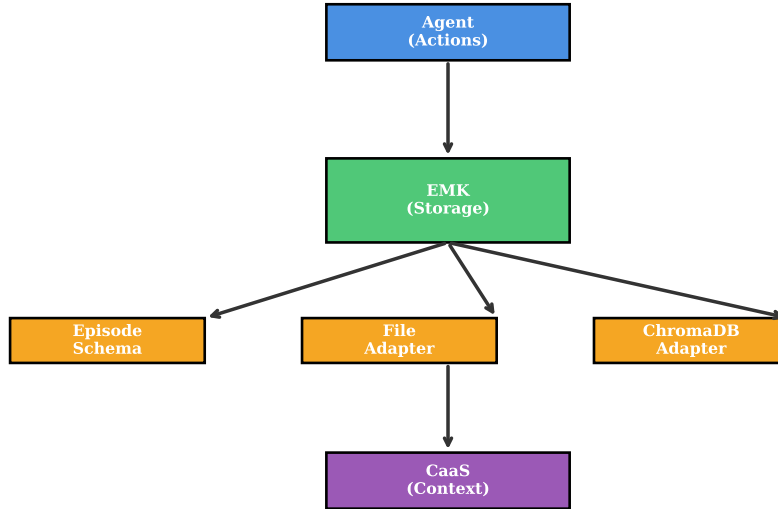 Agent
(Actions)
EMK
(Storage)
Episode
Schema
File
Adapter
ChromaDB
Adapter
CaaS
(Context)